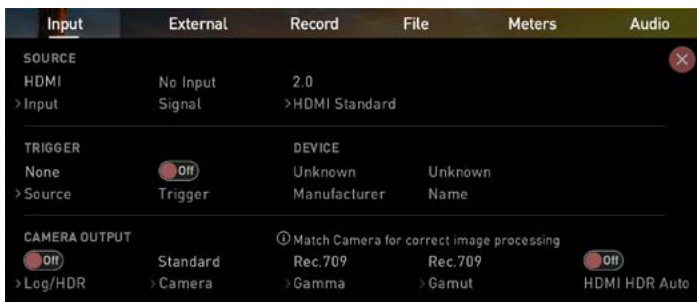 Input External Record File Meters Audio
SOURCE
HDMI No Input 2.0
>Input Signal >HDMI Standard
TRIGGER DEVICE
None Off Unknown Unknown
>Source Trigger Manufacturer Name
CAMERA OUTPUT Match Camera for correct image processing
Off Standard Rec.709 Rec.709 Off
>Log/HDR >Camera >Gamma >Gamut HDMI HDR Auto